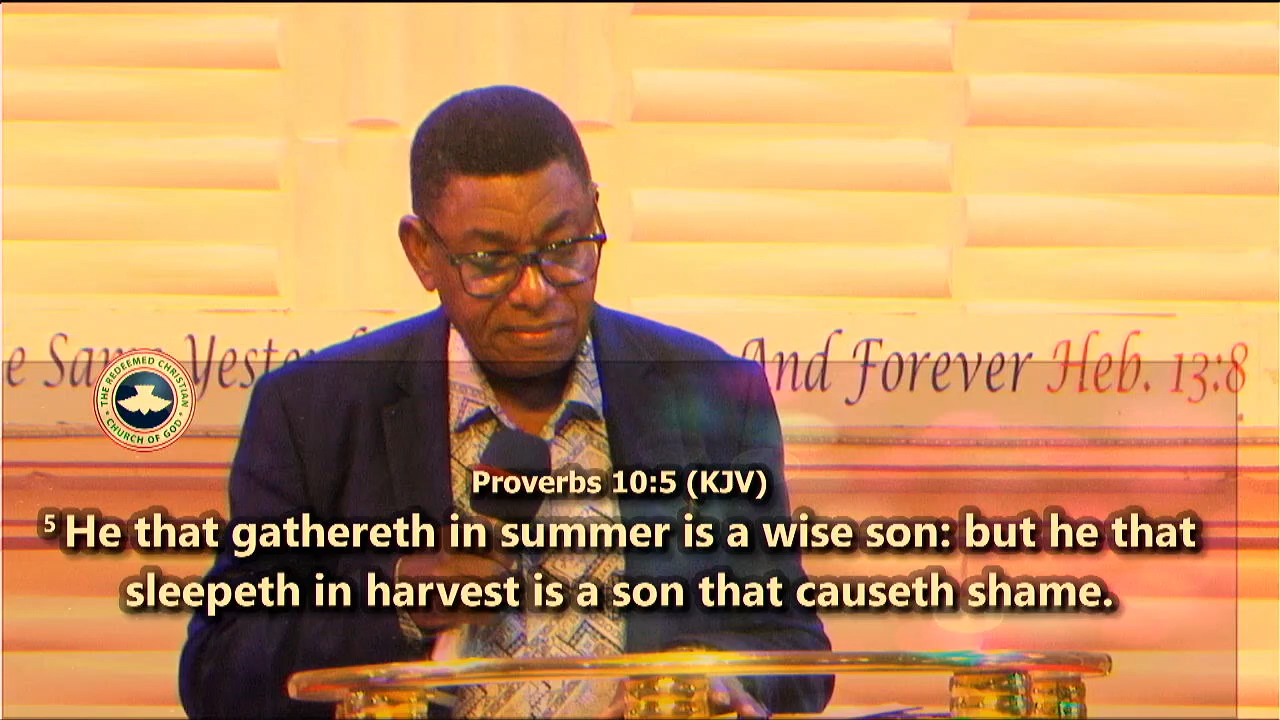 e Same Yeste And Forever Heb. 13:8
THE REDEEMED CHRISTIAN
CHURCH OF GOD
Proverbs 10:5 (KJV)
5 He that gathereth in summer is a wise son: but he that
sleepeth in harvest is a son that causeth shame.